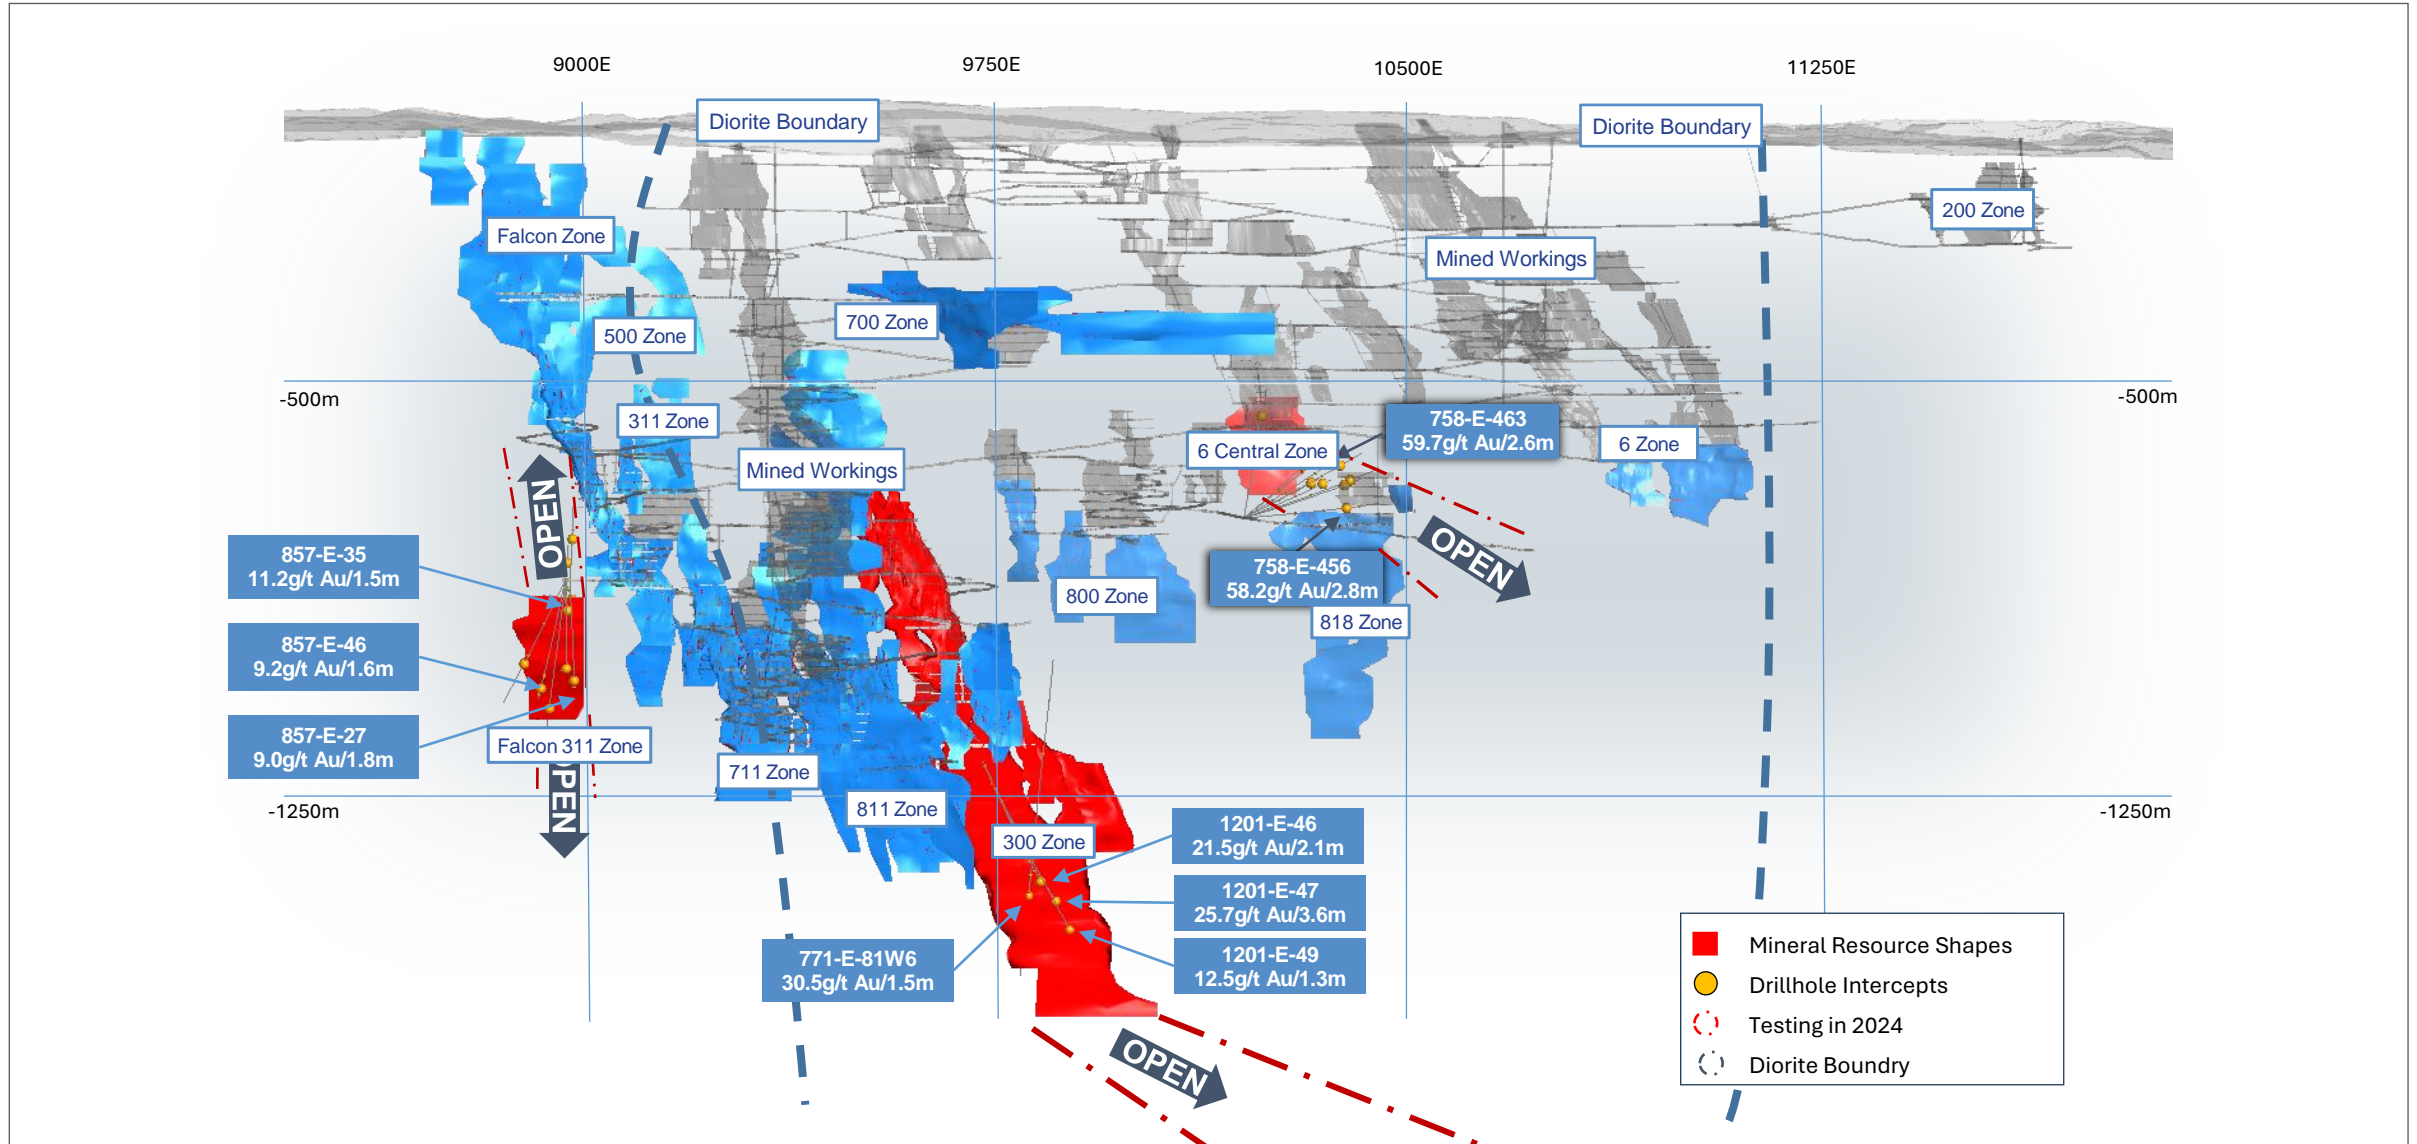 9000E
9750E
10500E
11250E
Diorite Boundary
Diorite Boundary
200 Zone
Falcon Zone
Mined Workings
700 Zone
500 Zone
-500m
-500m
311 Zone
758-E-463
59.7g/t Au/2.6m
6 Central Zone
6 Zone
Mined Workings
OPEN
857-E-35
11.2g/t Au/1.5m
OPEN
758-E-456
58.2g/t Au/2.8m
800 Zone
818 Zone
857-E-46
9.2g/t Au/1.6m
857-E-27
9.0g/t Au/1.8m
Falcon 311 Zone
711 Zone
OPEN
-1250m
-1250m
811 Zone
300 Zone
1201-E-46
21.5g/t Au/2.1m
1201-E-47
25.7g/t Au/3.6m
771-E-81W6
30.5g/t Au/1.5m
1201-E-49
12.5g/t Au/1.3m
OPEN
Mineral Resource Shapes
Drillhole Intercepts
Testing in 2024
Diorite Boundry